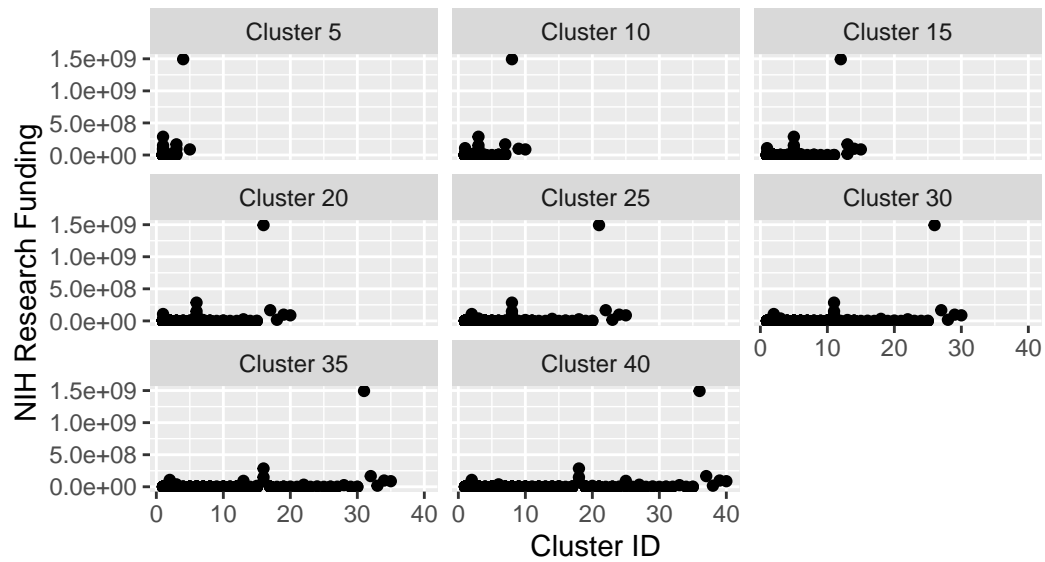 Cluster 5 Cluster 10 Cluster 15
1.5e+09
1.0e+09
5.0e+08
0.0e+00
Cluster 20 Cluster 25 Cluster 30
1.5e+09
1.0e+09
5.0e+08
0.0e+00
0 10 20 30 40
Cluster 35 Cluster 40
1.5e+09
1.0e+09
5.0e+08
0.0e+00
0 10 20 30 40 0 10 20 30 40
Cluster ID
NIH Research Funding